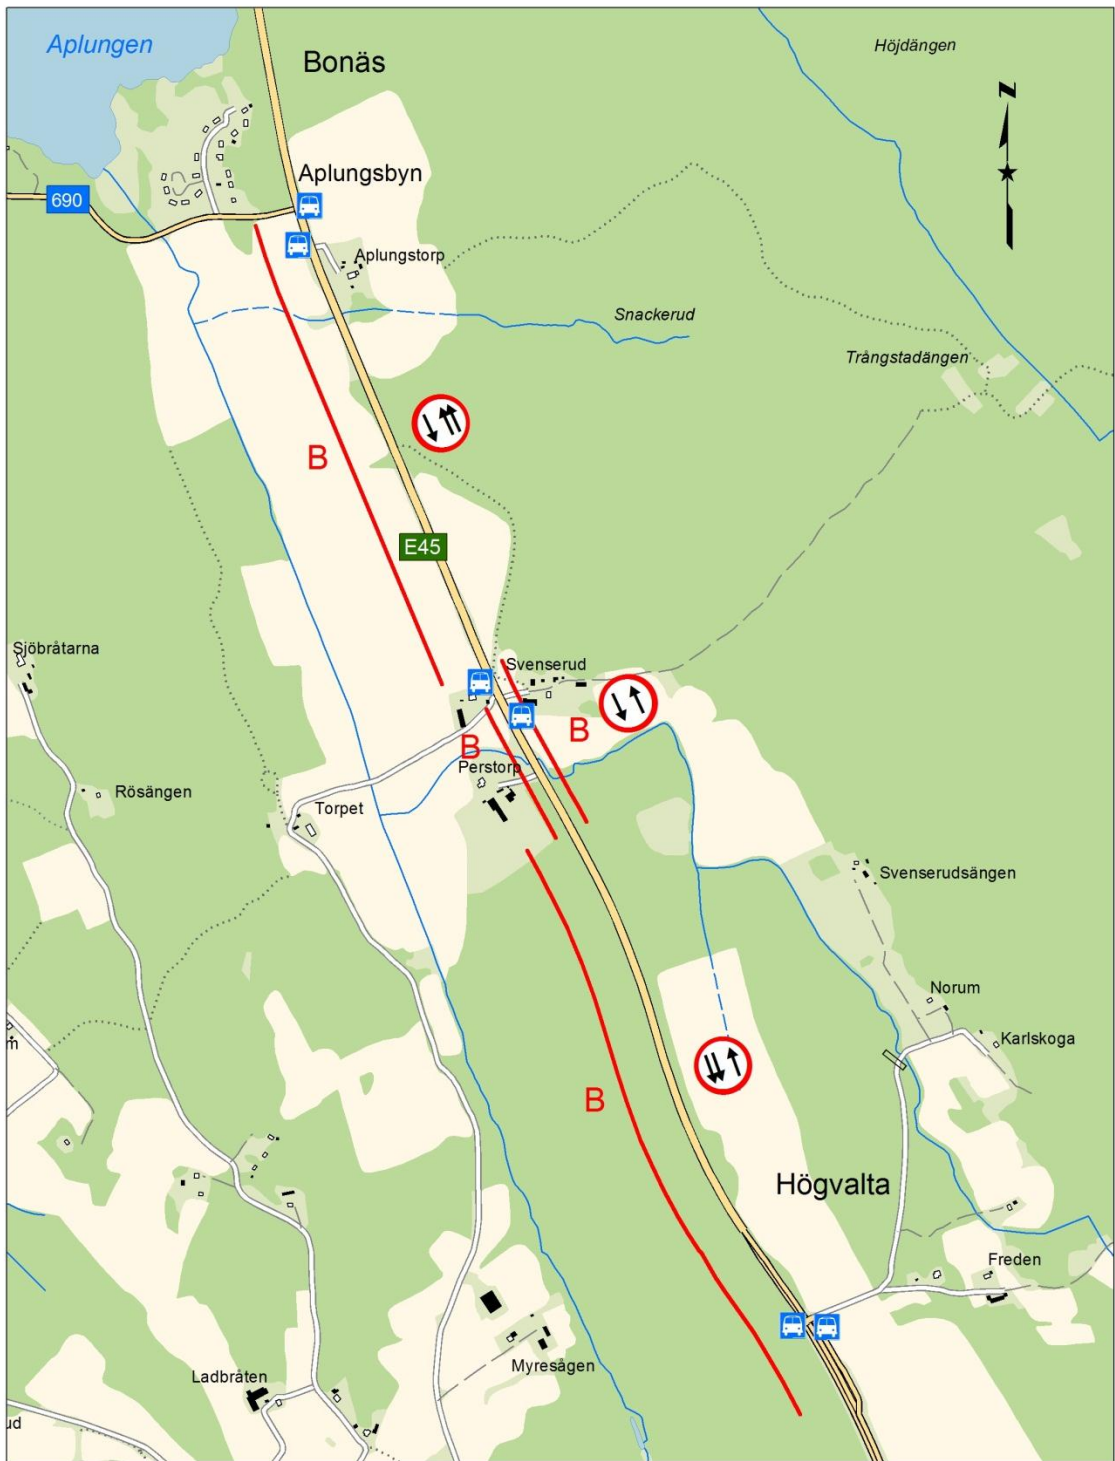 Aplungen
Bonäs
Höjdängen
N
Aplungsbyn
690
Aplungstorp
Snackerud
Trångstadängen
B
E45
Sjöbråtarna
Svenserud
B
B
Perstorp
Rösängen
Torpet
Svenserudsängen
Norum
m
Karlskoga
B
Högvalta
Freden
Myresågen
Ladbråten
ud